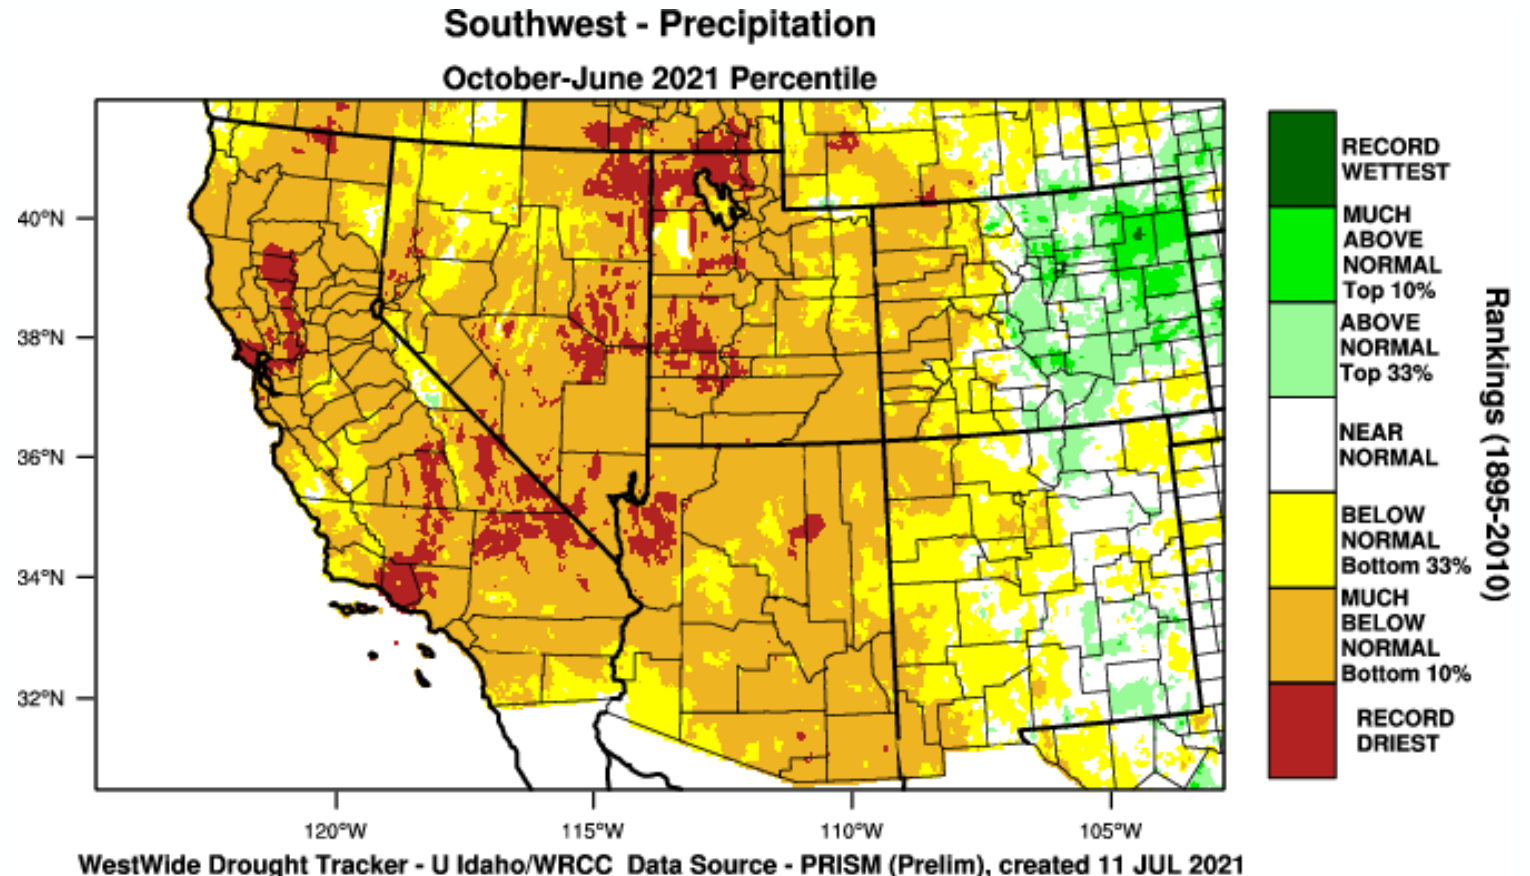 Southwest - Precipitation
October-June 2021 Percentile
40°N
38°N
36°N
34°N
32°N
120°W
115°W
110°W
105°W
RECORD
WETTEST
MUCH
ABOVE
NORMAL
Top 10%
ABOVE
NORMAL
Top 33%
NEAR
NORMAL
BELOW
NORMAL
Bottom 33%
MUCH
BELOW
NORMAL
Bottom 10%
RECORD
DRIEST
Rankings (1895-2010)
WestWide Drought Tracker - U Idaho/WRCC Data Source - PRISM (Prelim), created 11 JUL 2021